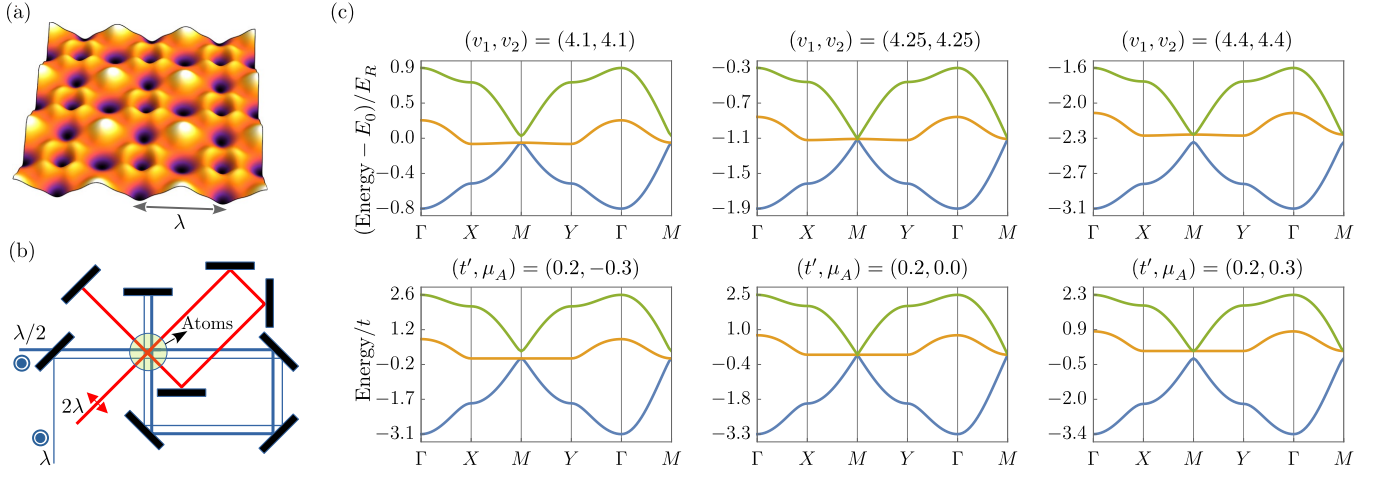 (a)
λ
(b)
λ/2
Atoms
2λ
λ
(c)
(v₁, v₂) = (4.1, 4.1)
(Energy − E₀)/E_R
0.9
0.5
0.0
−0.4
−0.8
Γ X M Y Γ M
(v₁, v₂) = (4.25, 4.25)
−0.3
−0.7
−1.1
−1.5
−1.9
Γ X M Y Γ M
(v₁, v₂) = (4.4, 4.4)
−1.6
−2.0
−2.3
−2.7
−3.1
Γ X M Y Γ M
(t′, μ_A) = (0.2, −0.3)
Energy/t
2.6
1.2
−0.2
−1.8
−3.1
Γ X M Y Γ M
(t′, μ_A) = (0.2, 0.0)
2.5
1.0
−0.4
−1.8
−3.3
Γ X M Y Γ M
(t′, μ_A) = (0.2, 0.3)
2.3
0.9
−0.5
−2.0
−3.4
Γ X M Y Γ M